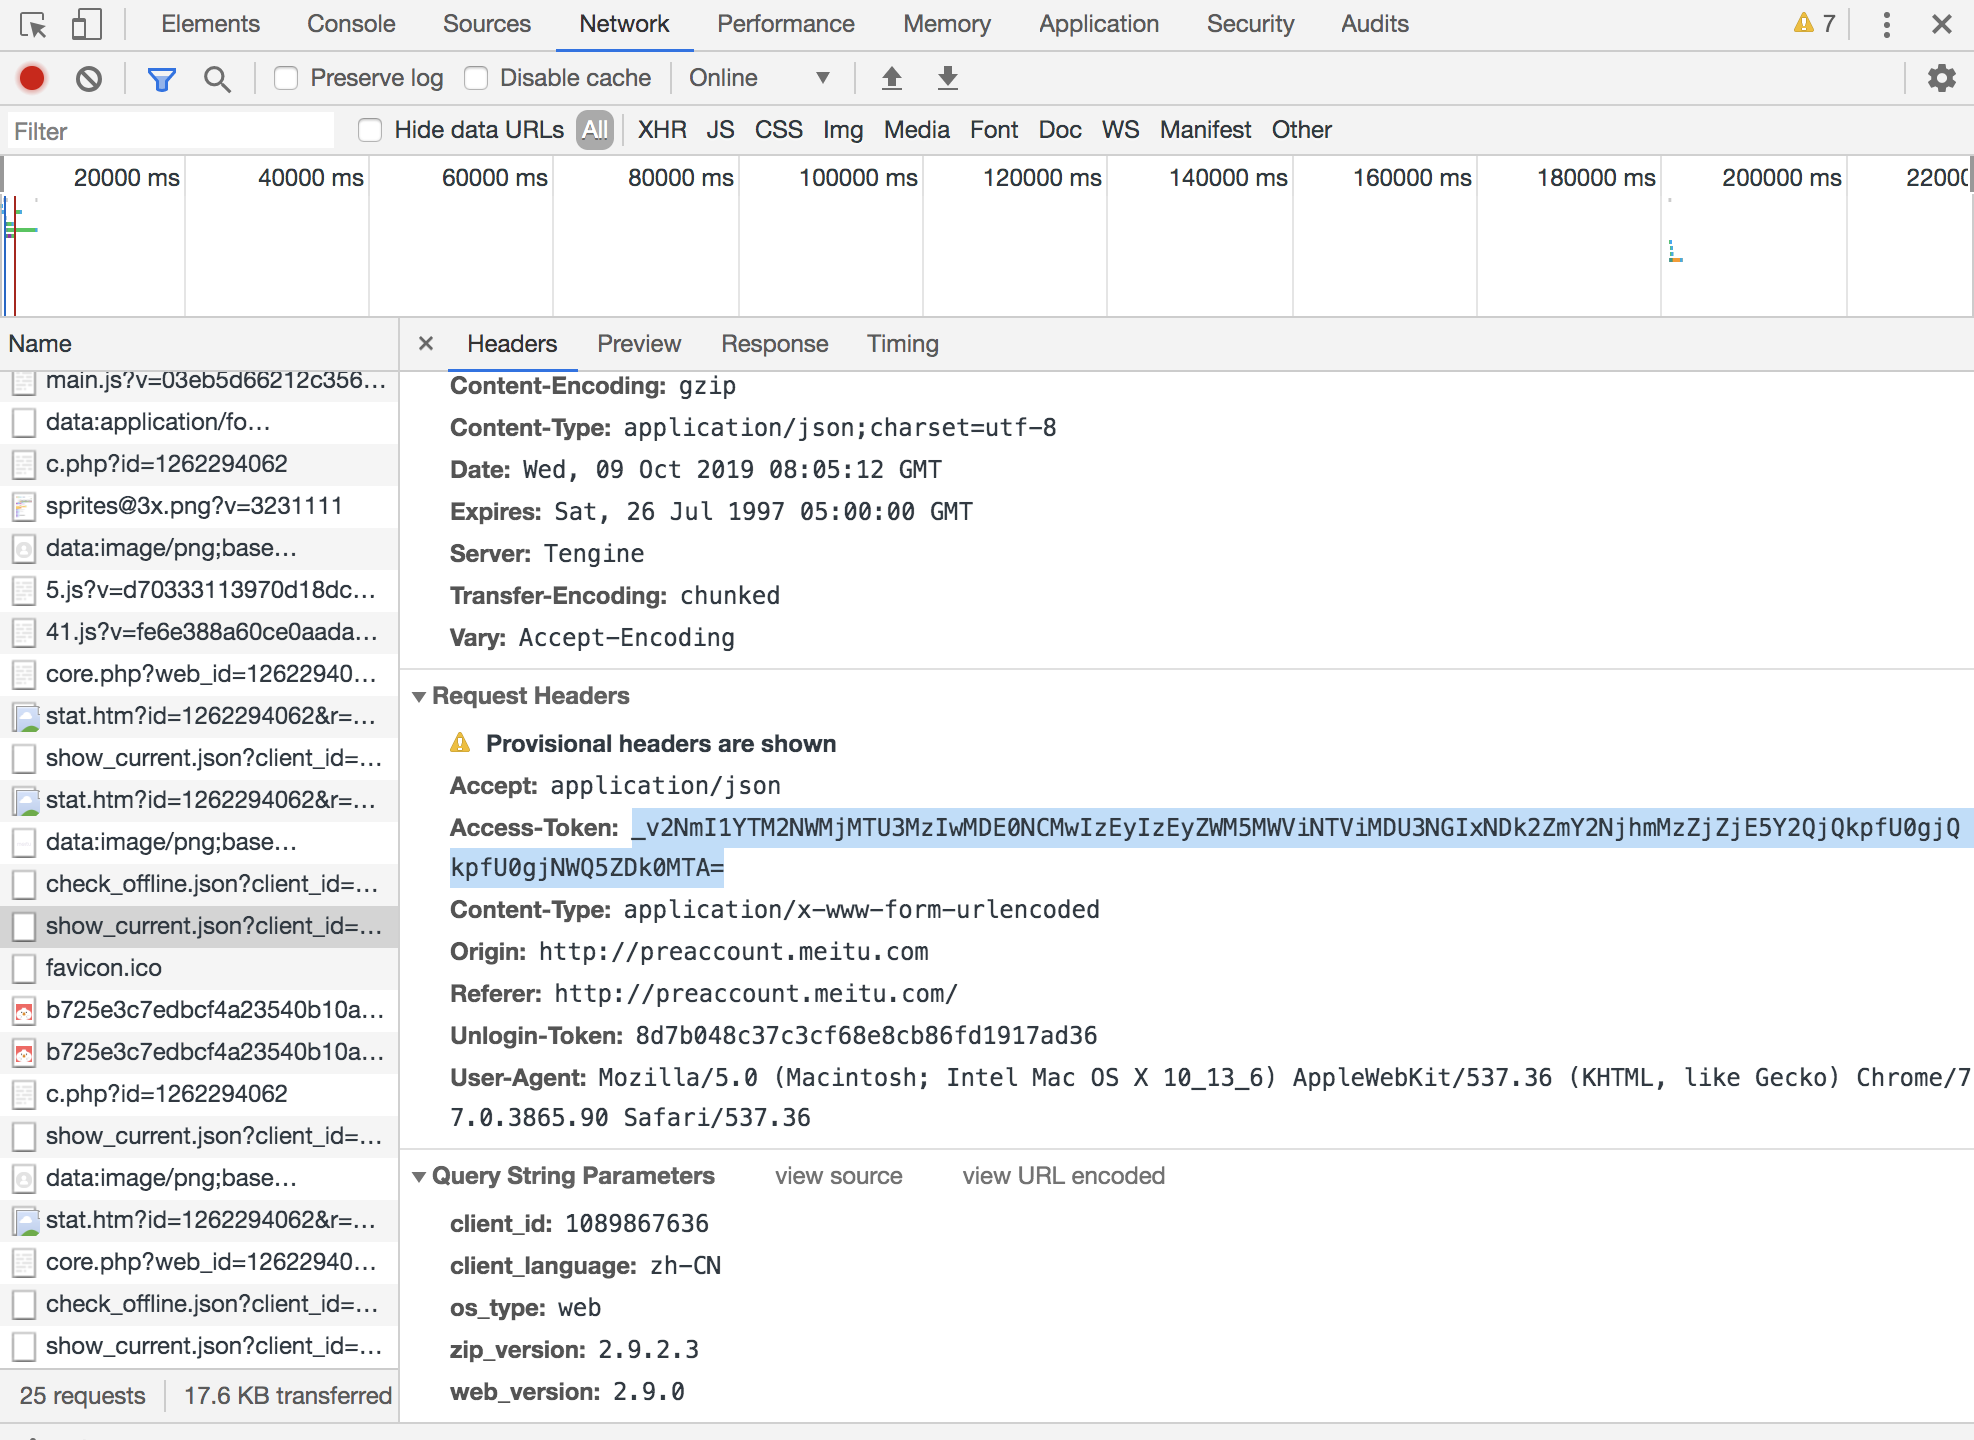 Elements Console Sources Network Performance Memory Application Security Audits 7
Preserve log Disable cache Online
Filter Hide data URLs All XHR JS CSS Img Media Font Doc WS Manifest Other
20000 ms 40000 ms 60000 ms 80000 ms 100000 ms 120000 ms 140000 ms 160000 ms 180000 ms 200000 ms
Name
main.js?v=03eb5d66212c356...
data:application/fo...
c.php?id=1262294062
sprites@3x.png?v=3231111
data:image/png;base...
5.js?v=d70333113970d18dc...
41.js?v=fe6e388a60ce0aada...
core.php?web_id=12622940...
stat.htm?id=1262294062&r=...
show_current.json?client_id=...
stat.htm?id=1262294062&r=...
data:image/png;base...
check_offline.json?client_id=...
show_current.json?client_id=...
favicon.ico
b725e3c7edbcf4a23540b10a...
b725e3c7edbcf4a23540b10a...
c.php?id=1262294062
show_current.json?client_id=...
data:image/png;base...
stat.htm?id=1262294062&r=...
core.php?web_id=12622940...
check_offline.json?client_id=...
show_current.json?client_id=...
25 requests 17.6 KB transferred
× Headers Preview Response Timing
Content-Encoding: gzip
Content-Type: application/json;charset=utf-8
Date: Wed, 09 Oct 2019 08:05:12 GMT
Expires: Sat, 26 Jul 1997 05:00:00 GMT
Server: Tengine
Transfer-Encoding: chunked
Vary: Accept-Encoding
Request Headers
Provisional headers are shown
Accept: application/json
Access-Token: _v2NmI1YTM2NWMjMTU3MzIwMDE0NCMwIzEyIzEyZWM5MWViNTViMDU3NGIxNDk2ZmY2NjhmMzZjZjE5Y2QjQkpfU0gjQ
kpfU0gjNWQ5ZDk0MTA=
Content-Type: application/x-www-form-urlencoded
Origin: http://preaccount.meitu.com
Referer: http://preaccount.meitu.com/
Unlogin-Token: 8d7b048c37c3cf68e8cb86fd1917ad36
User-Agent: Mozilla/5.0 (Macintosh; Intel Mac OS X 10_13_6) AppleWebKit/537.36 (KHTML, like Gecko) Chrome/7
7.0.3865.90 Safari/537.36
Query String Parameters view source view URL encoded
client_id: 1089867636
client_language: zh-CN
os_type: web
zip_version: 2.9.2.3
web_version: 2.9.0